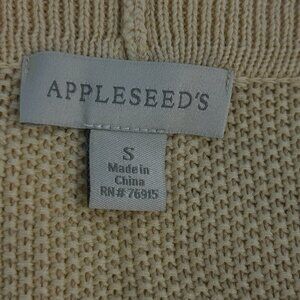 APPLESEED'S
S
Made in
China
RN# 76915